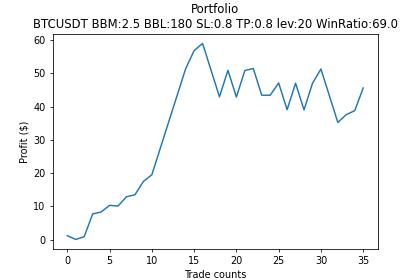 Portfolio
BTCUSDT BBM:2.5 BBL:180 SL:0.8 TP:0.8 lev:20 WinRatio:69.0
60
50
40
30
20
10
0
Profit ($)
0 5 10 15 20 25 30 35
Trade counts